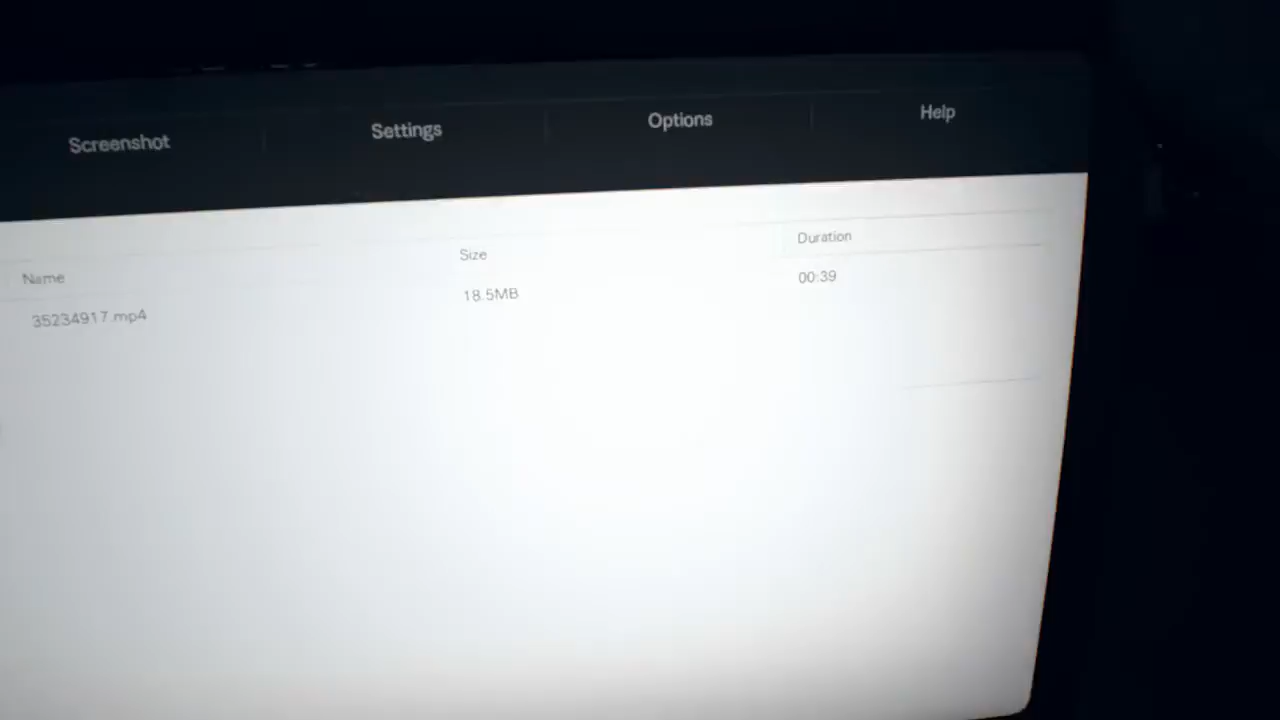 Screenshot Settings Options Help
Name Size Duration
35234917.mp4 18.5MB 00:39